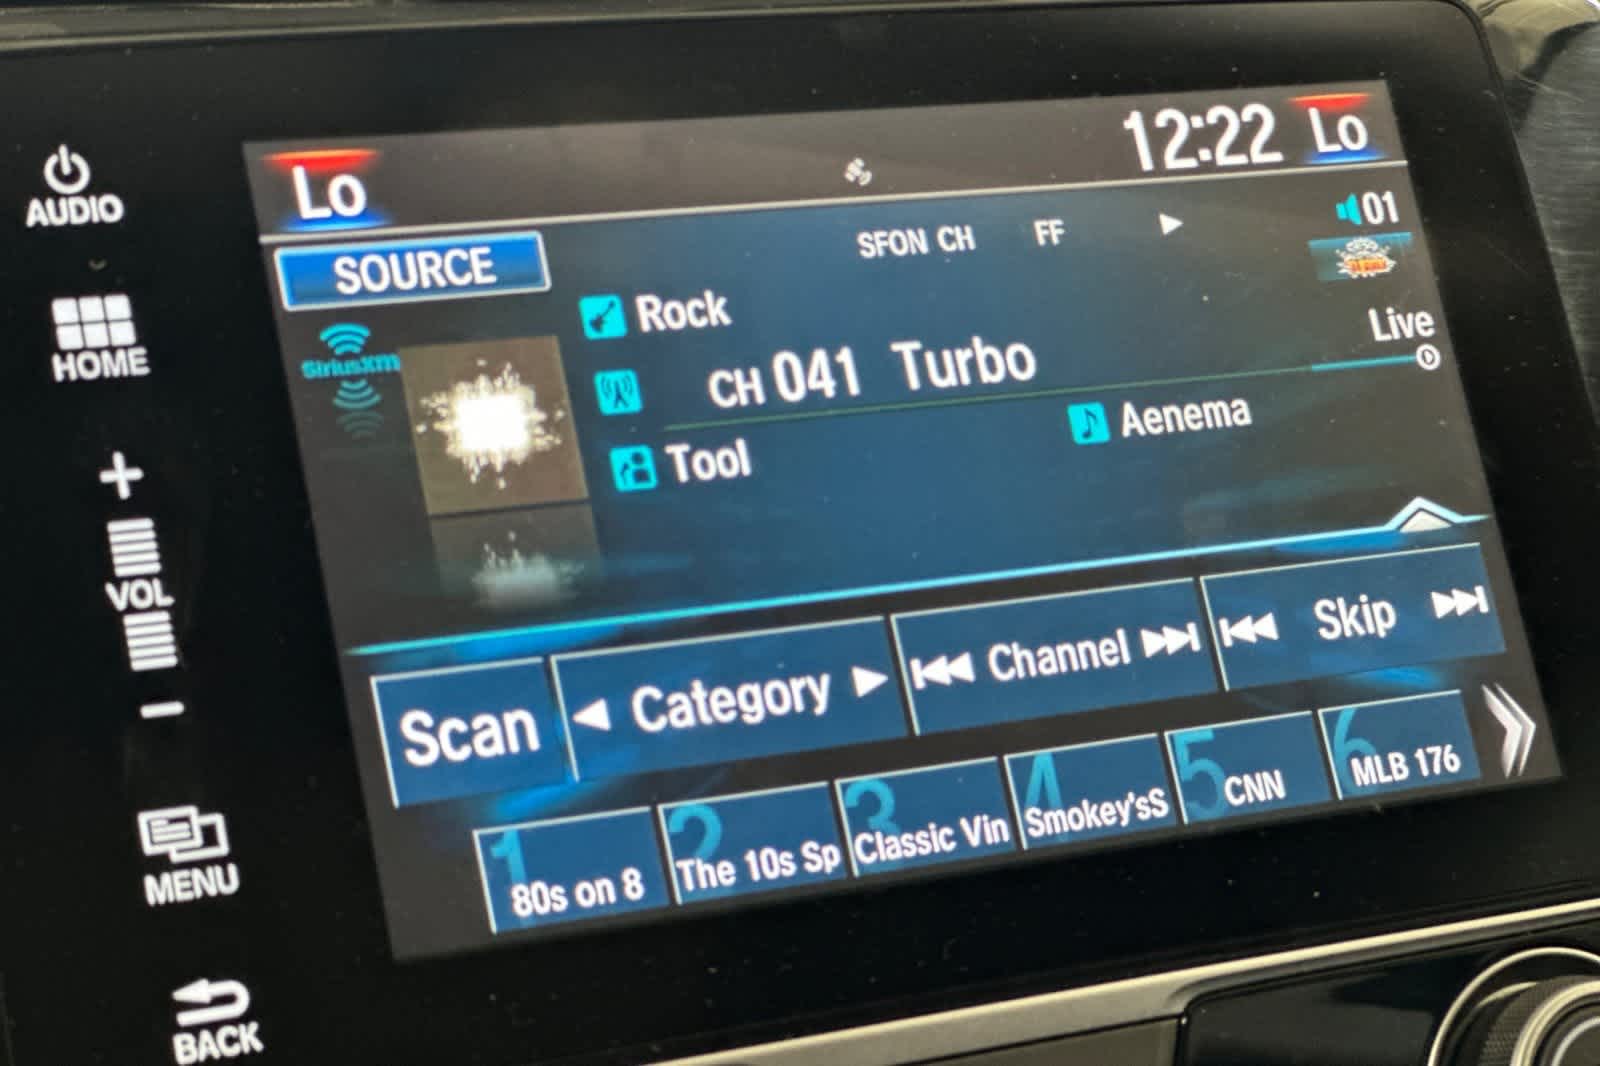 AUDIO
HOME
VOL
MENU
BACK
Lo
12:22
Lo
SOURCE
SFON CH FF
01
SiriusXM
Rock
Live
CH 041 Turbo
Tool
Aenema
Scan
Category
Channel
Skip
1 80s on 8
2 The 10s Sp
3 Classic Vin
4 Smokey'sS
5 CNN
6 MLB 176